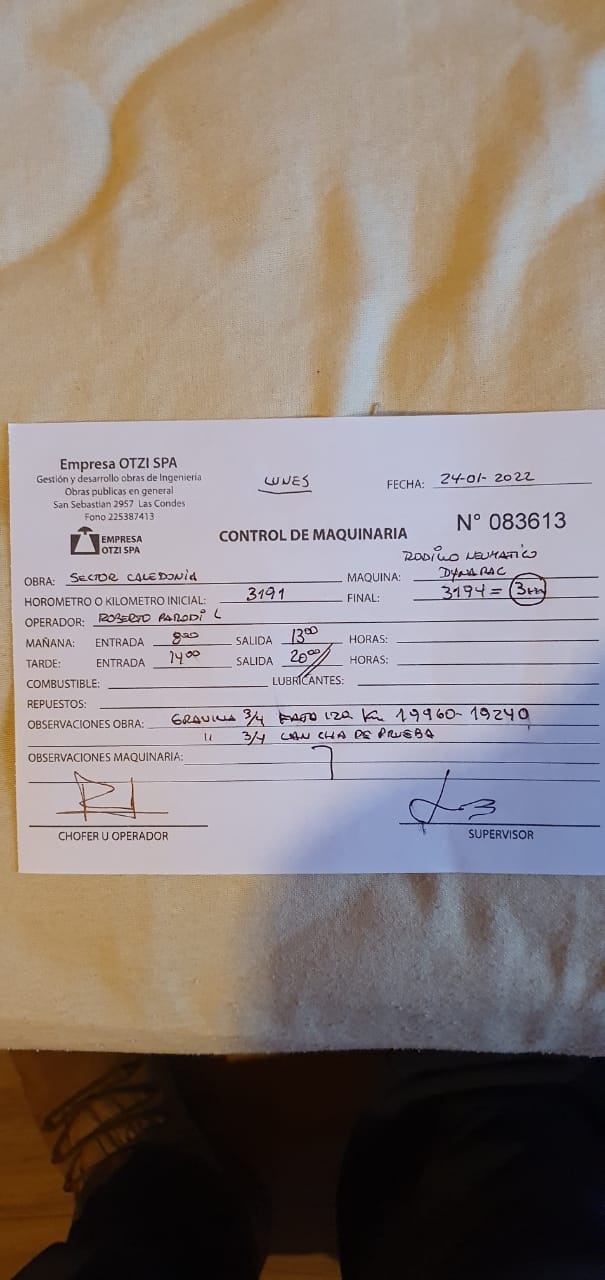 Empresa OTZI SPA
Gestión y desarrollo obras de Ingenieria
Obras publicas en general
San Sebastian 2957 Las Condes
Fono 225387413
EMPRESA
OTZI SPA
LUNES
FECHA: 24-01-2022
CONTROL DE MAQUINARIA
N° 083613
OBRA: SECTOR CALEDONIA
MAQUINA: RODILLO NEUMATICO
DYNAPAC
HOROMETRO O KILOMETRO INICIAL: 3191
FINAL: 3194 =
OPERADOR: ROBERTO PARODI L
MAÑANA: ENTRADA 8:00 SALIDA 13:00 HORAS:
TARDE: ENTRADA 14:00 SALIDA 20:00 HORAS:
COMBUSTIBLE: LUBRICANTES:
REPUESTOS:
OBSERVACIONES OBRA: GRAVILLA 3/4 IZQ Km 19960-19240
" 3/4 CANCHA DE PRUEBA
OBSERVACIONES MAQUINARIA:
CHOFER U OPERADOR
SUPERVISOR